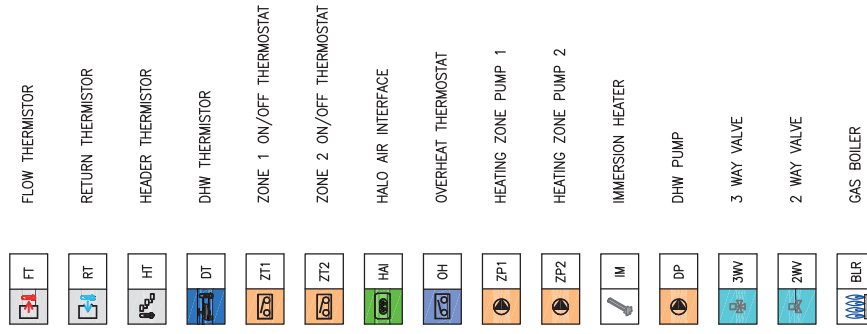 FT FLOW THERMISTOR
RT RETURN THERMISTOR
HT HEADER THERMISTOR
DT DHW THERMISTOR
ZT1 ZONE 1 ON/OFF THERMOSTAT
ZT2 ZONE 2 ON/OFF THERMOSTAT
HAI HALO AIR INTERFACE
OH OVERHEAT THERMOSTAT
ZP1 HEATING ZONE PUMP 1
ZP2 HEATING ZONE PUMP 2
IM IMMERSION HEATER
DP DHW PUMP
3WV 3 WAY VALVE
2WV 2 WAY VALVE
BLR GAS BOILER